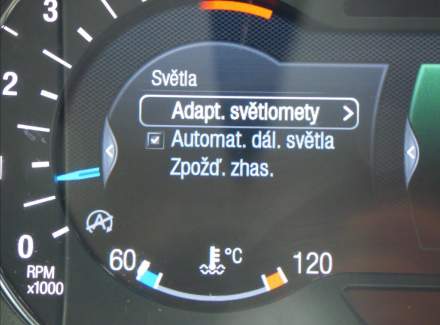 3
2
1
0
RPM
x1000
Světla
Adapt. světlomety >
Automat. dál. světla
Zpožď. zhas.
A
60 °C 120